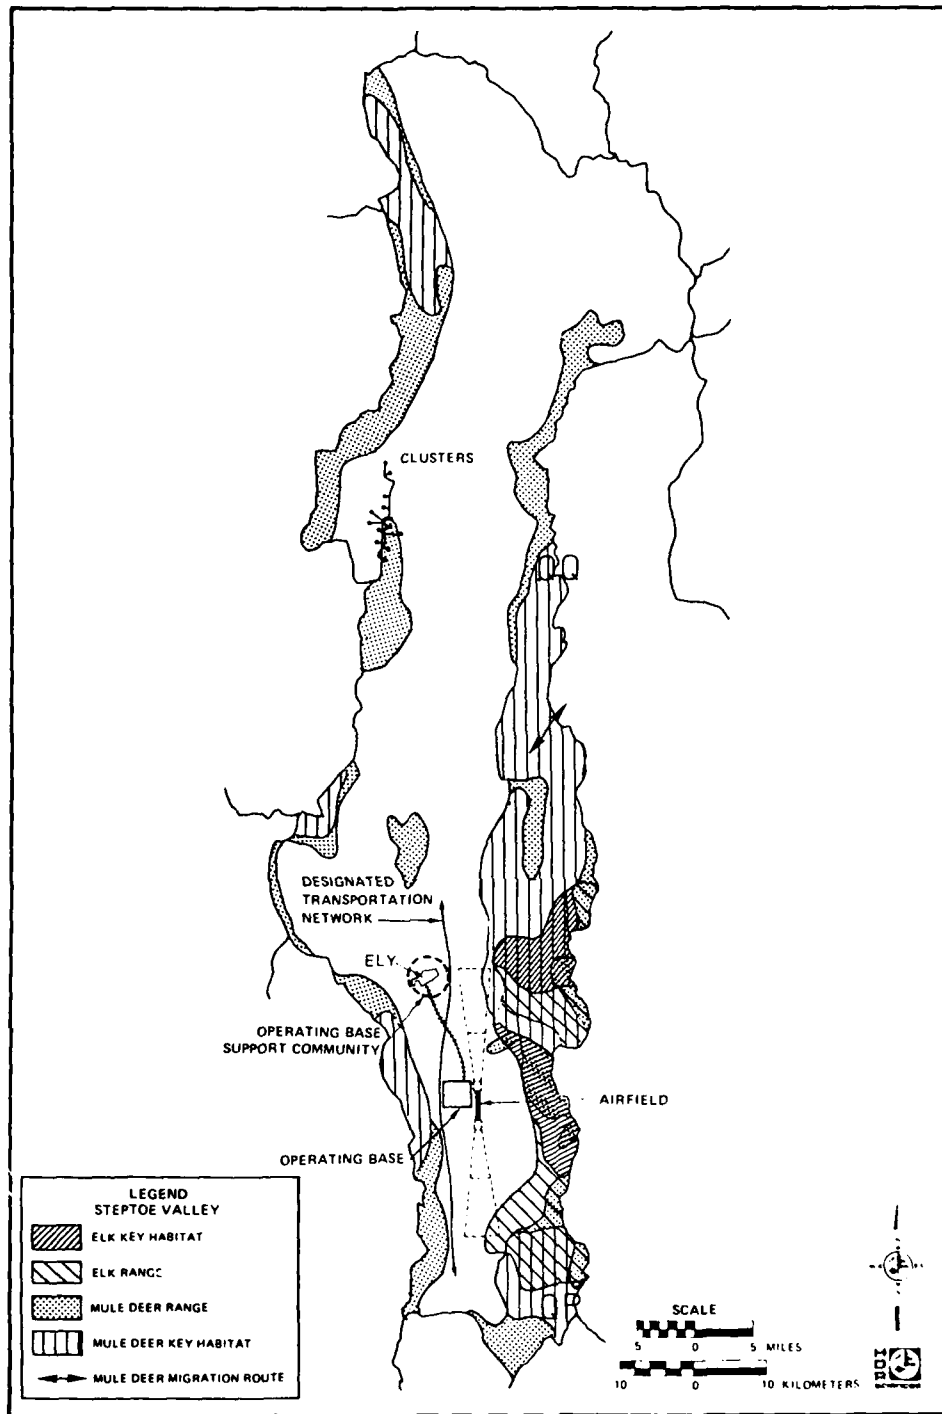 CLUSTERS
DESIGNATED
TRANSPORTATION
NETWORK
ELY
OPERATING BASE
SUPPORT COMMUNITY
AIRFIELD
OPERATING BASE
LEGEND
STEPTOE VALLEY
ELK KEY HABITAT
ELK RANGE
MULE DEER RANGE
MULE DEER KEY HABITAT
MULE DEER MIGRATION ROUTE
SCALE
5 0 5 MILES
10 0 10 KILOMETERS
HDR